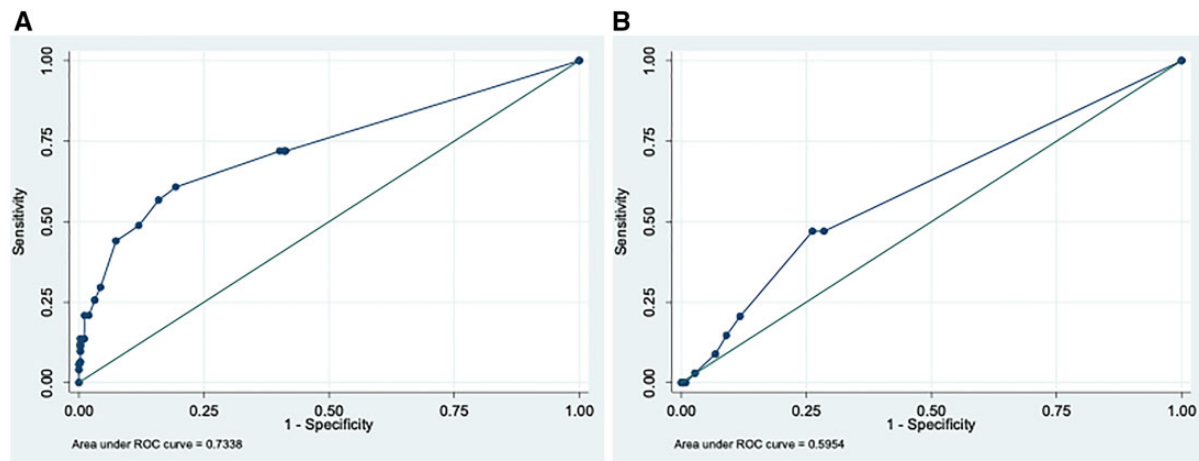 A
Sensitivity
1.00
0.75
0.50
0.25
0.00
0.00 0.25 0.50 0.75 1.00
1 - Specificity
Area under ROC curve = 0.7338
B
Sensitivity
1.00
0.75
0.50
0.25
0.00
0.00 0.25 0.50 0.75 1.00
1 - Specificity
Area under ROC curve = 0.5954